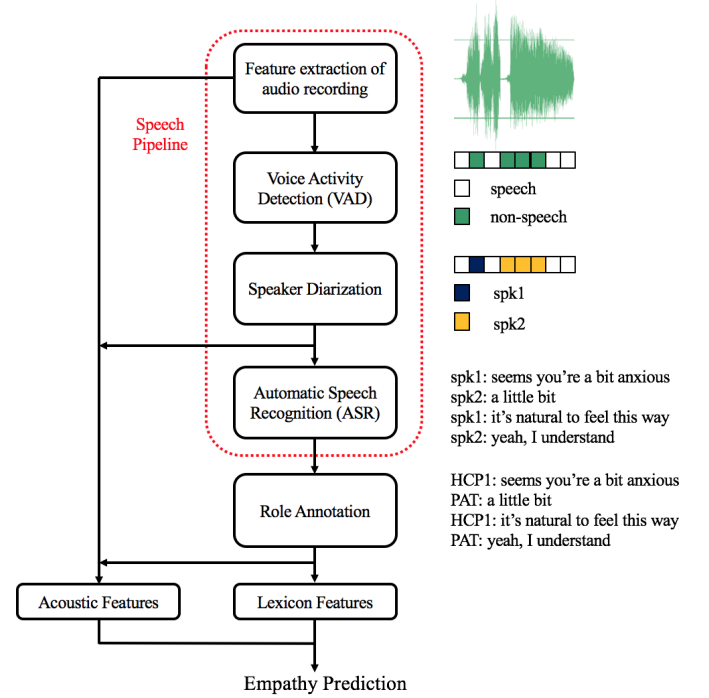 Feature extraction of
audio recording
Speech
Pipeline
Voice Activity
Detection (VAD)
speech
non-speech
Speaker Diarization
spk1
spk2
Automatic Speech
Recognition (ASR)
spk1: seems you're a bit anxious
spk2: a little bit
spk1: it's natural to feel this way
spk2: yeah, I understand
Role Annotation
HCP1: seems you're a bit anxious
PAT: a little bit
HCP1: it's natural to feel this way
PAT: yeah, I understand
Acoustic Features
Lexicon Features
Empathy Prediction